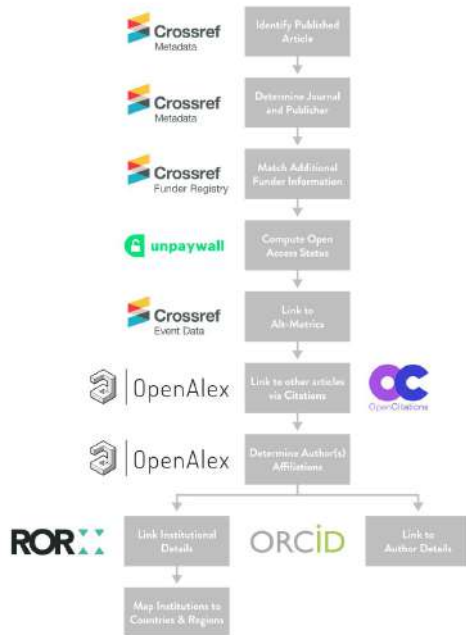 Crossref
Metadata
Identify Published
Article
Crossref
Metadata
Determine Journal
and Publisher
Crossref
Funder Registry
Match Additional
Funder Information
unpaywall
Compute Open
Access Status
Crossref
Event Data
Link to
Alt-Metrics
OpenAlex
Link to other articles
via Citations
OpenCitations
OpenAlex
Determine Author(s)
Affiliations
ROR
Link Institutional
Details
ORCID
Link to
Author Details
Map Institutions to
Countries & Regions